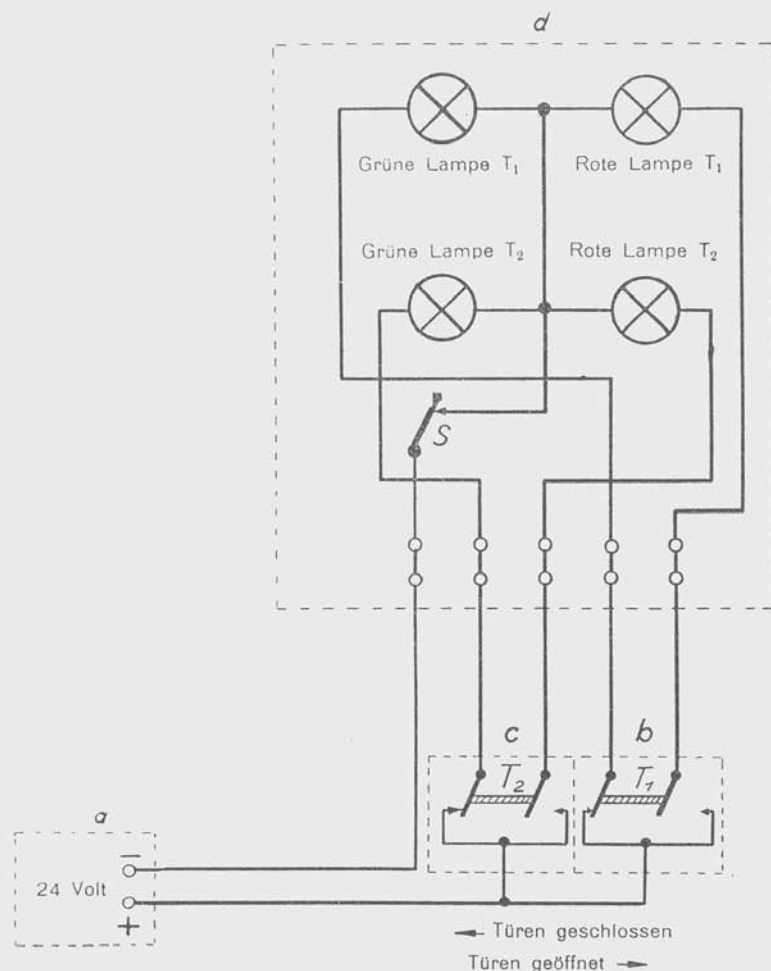 d
Grüne Lampe T₁
Rote Lampe T₁
Grüne Lampe T₂
Rote Lampe T₂
S
c
b
T₂
T₁
a
−
24 Volt
+
← Türen geschlossen
Türen geöffnet →